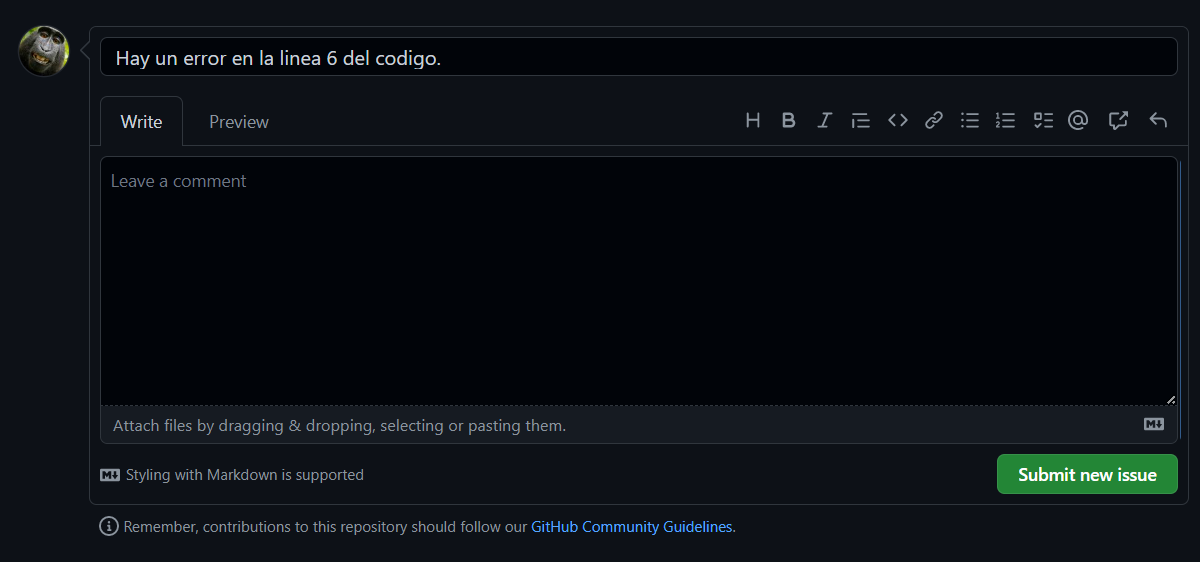 Hay un error en la linea 6 del codigo.
Write Preview
Leave a comment
Attach files by dragging & dropping, selecting or pasting them.
Styling with Markdown is supported
Submit new issue
Remember, contributions to this repository should follow our GitHub Community Guidelines.